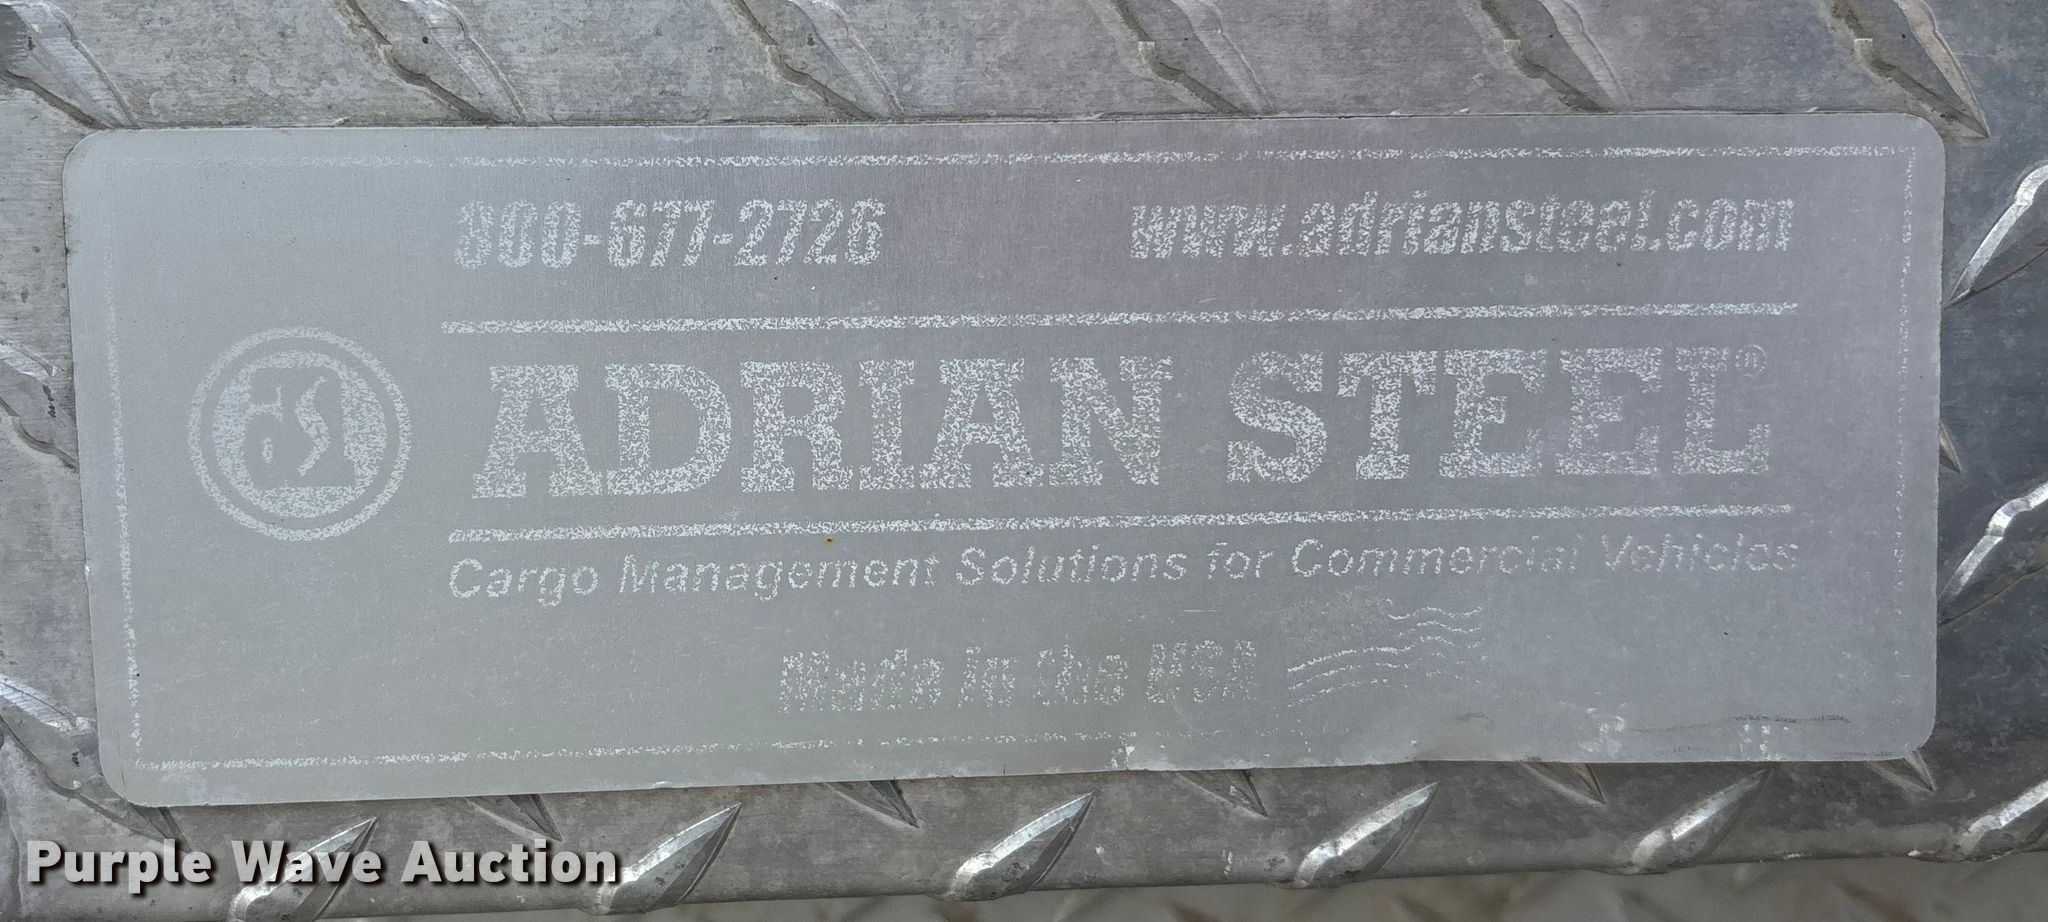 800-677-2726 www.adriansteel.com
ADRIAN STEEL®
Cargo Management Solutions for Commercial Vehicles
Made in the USA
Purple Wave Auction